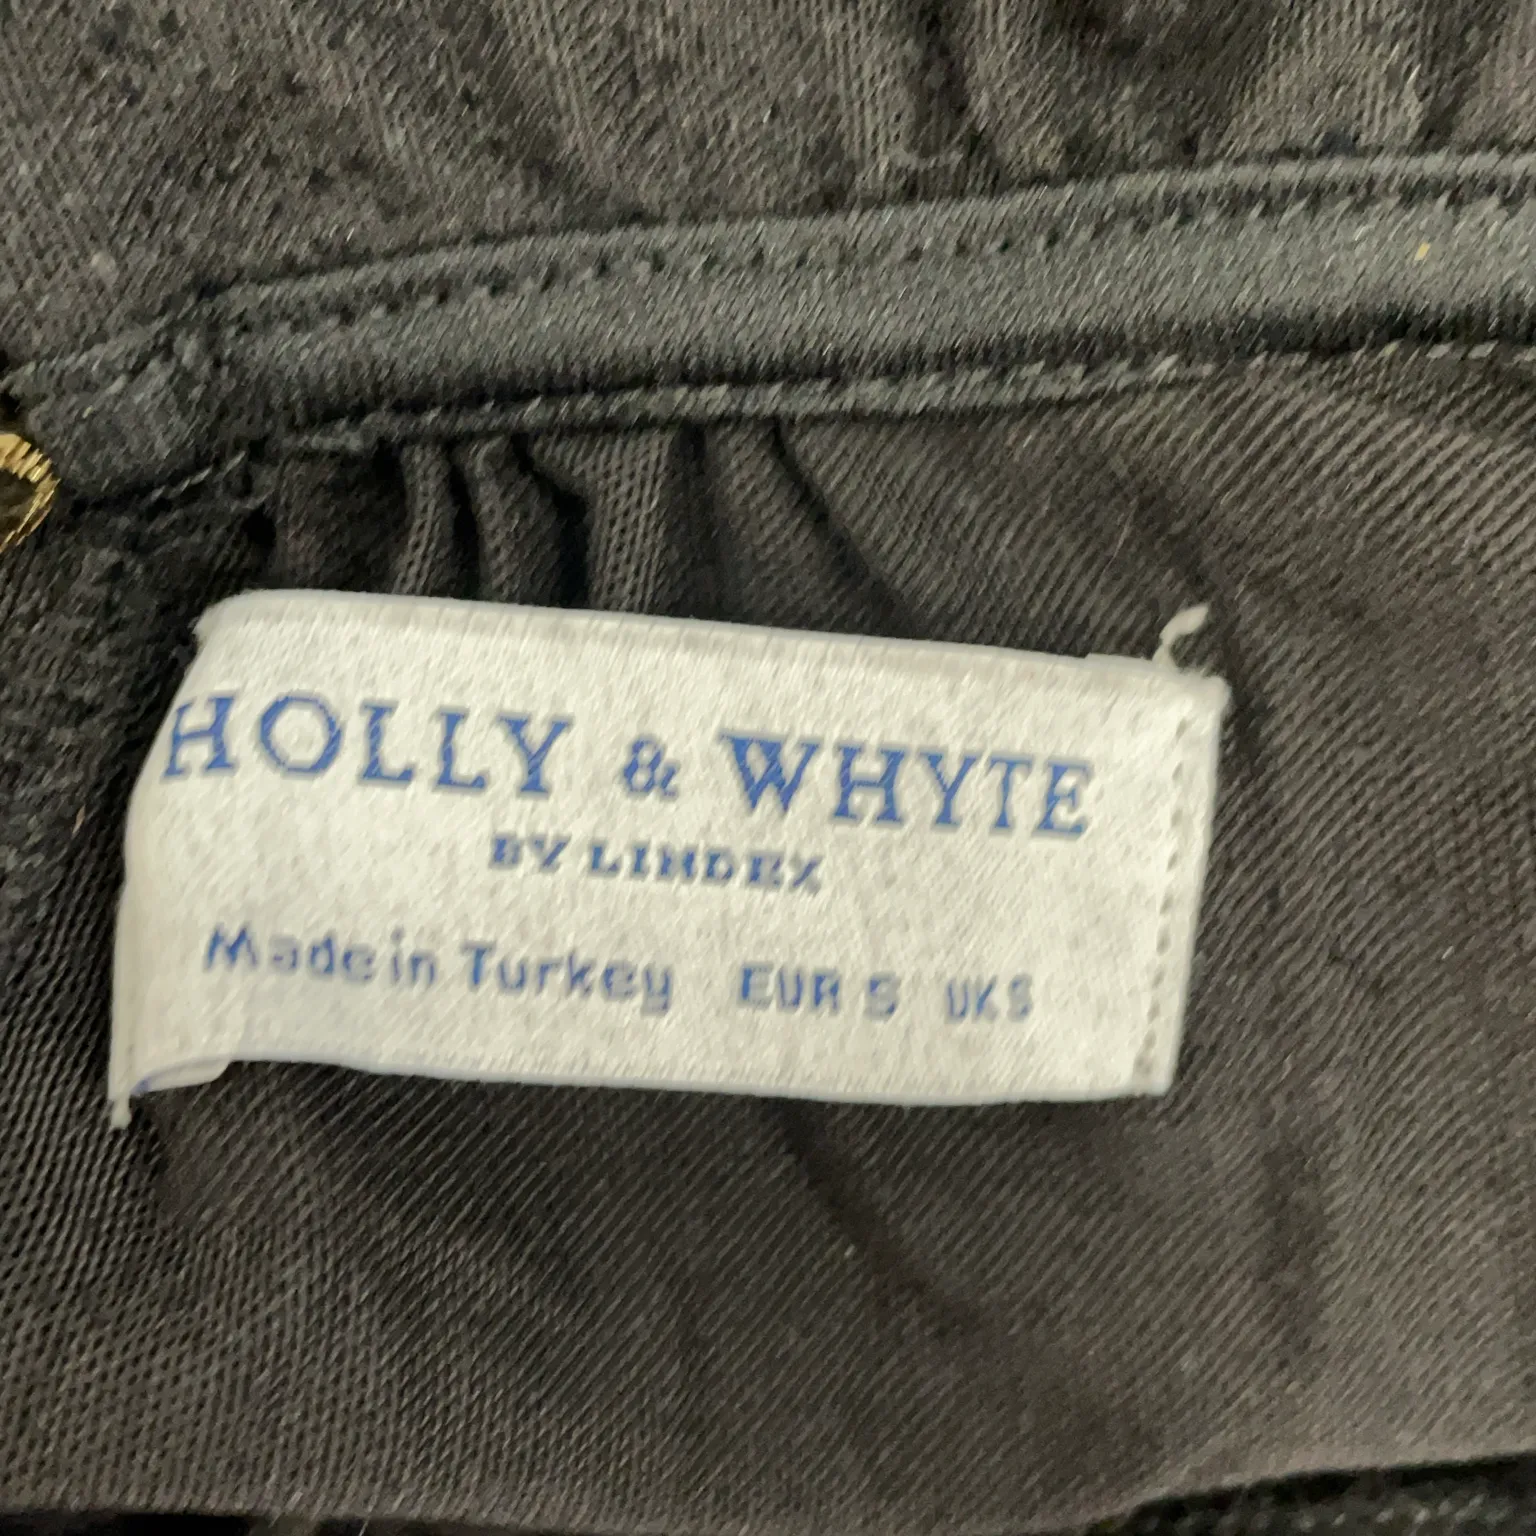 HOLLY & WHYTE
BY LINDEX
Made in Turkey EUR S UK S